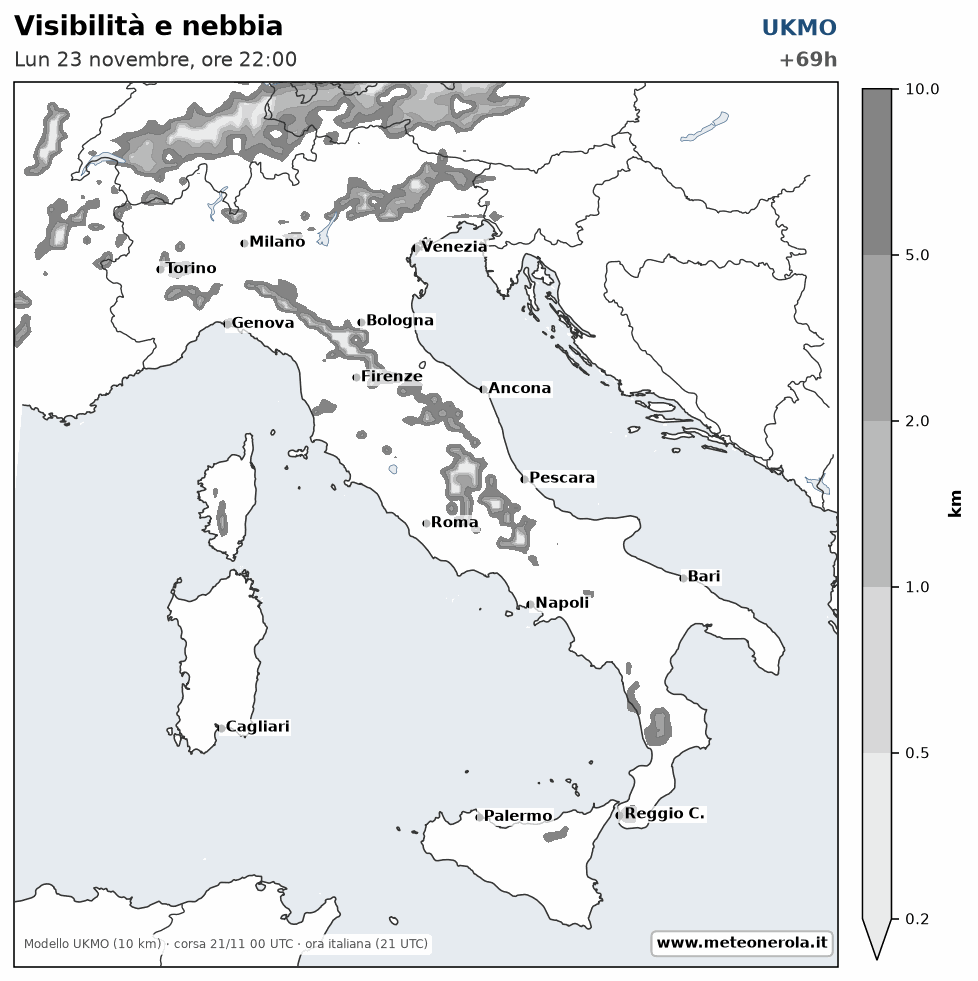 Visibilità e nebbia
UKMO
Lun 23 novembre, ore 22:00
+69h
10.0
5.0
2.0
1.0
0.5
0.2
km
Milano
Venezia
Torino
Genova
Bologna
Firenze
Ancona
Pescara
Roma
Bari
Napoli
Cagliari
Palermo
Reggio C.
Modello UKMO (10 km) · corsa 21/11 00 UTC · ora italiana (21 UTC)
www.meteonerola.it